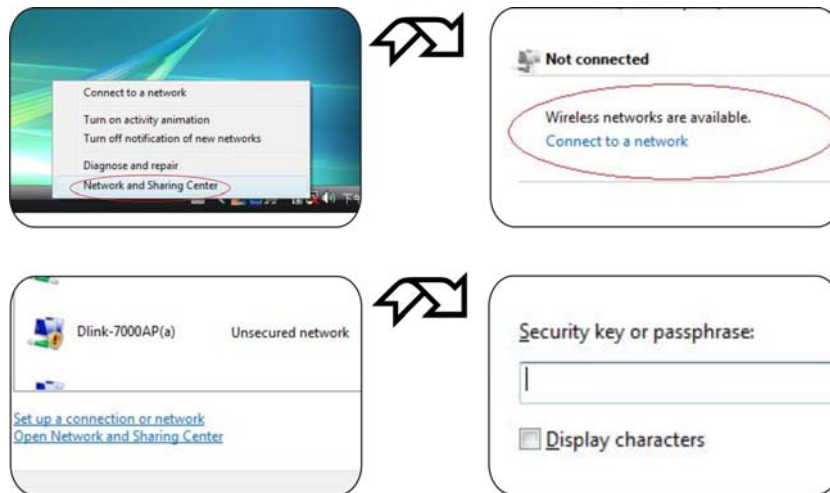 Connect to a network
Turn on activity animation
Turn off notification of new networks
Diagnose and repair
Network and Sharing Center
下午
Not connected
Wireless networks are available.
Connect to a network
Dlink-7000AP(a) Unsecured network
Set up a connection or network
Open Network and Sharing Center
Security key or passphrase:
Display characters